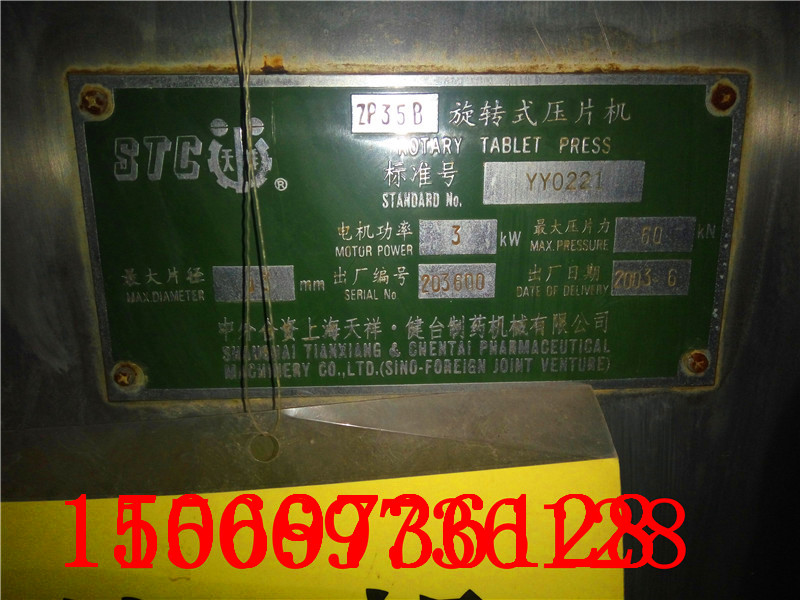 ZP35B 旋转式压片机
ROTARY TABLET PRESS
STC 天祥 ®
标准号 YY0221
STANDARD No.
电机功率 3 kW 最大压片力 60 kN
MOTOR POWER MAX. PRESSURE
最大片径 mm 出厂编号 203600 出厂日期 2003.6
MAX.DIAMETER SERIAL No. DATE OF DELIVERY
中外合资上海天祥·健台制药机械有限公司
SHANGHAI TIANXIANG & CHENTAI PHARMACEUTICAL
MACHINERY CO.,LTD.(SINO-FOREIGN JOINT VENTURE)